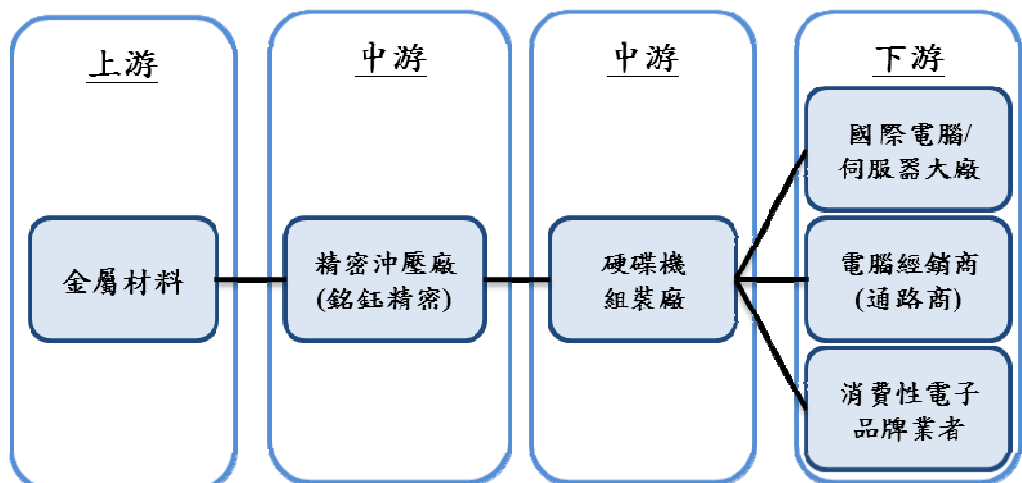 上游
中游
中游
下游
金屬材料
精密沖壓廠
(銘鈺精密)
硬碟機
組裝廠
國際電腦/
伺服器大廠
電腦經銷商
(通路商)
消費性電子
品牌業者